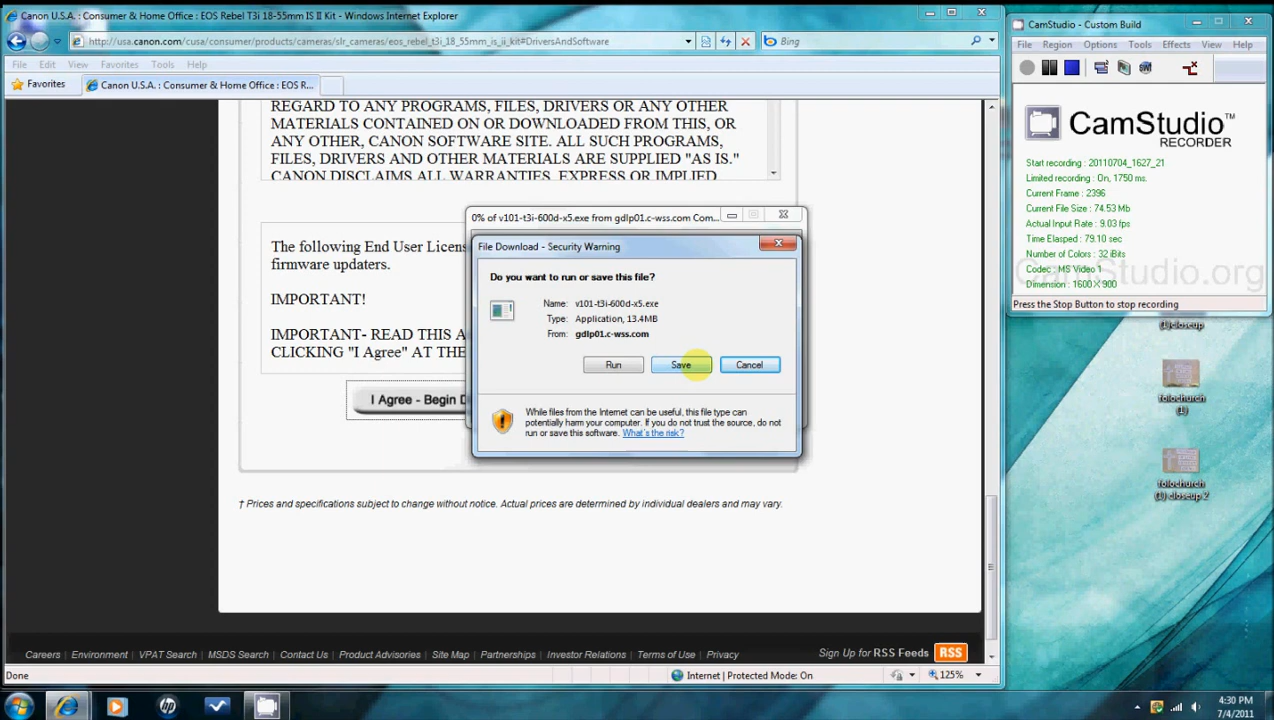 Canon U.S.A. : Consumer & Home Office : EOS Rebel T3i 18-55mm IS II Kit - Windows Internet Explorer
http://usa.canon.com/cusa/consumer/products/cameras/slr_cameras/eos_rebel_t3i_18_55mm_is_ii_kit#DriversAndSoftware
Bing
File Edit View Favorites Tools Help
Favorites
Canon U.S.A. : Consumer & Home Office : EOS R...
REGARD TO ANY PROGRAMS, FILES, DRIVERS OR ANY OTHER
MATERIALS CONTAINED ON OR DOWNLOADED FROM THIS, OR
ANY OTHER, CANON SOFTWARE SITE. ALL SUCH PROGRAMS,
FILES, DRIVERS AND OTHER MATERIALS ARE SUPPLIED "AS IS."
CANON DISCLAIMS ALL WARRANTIES, EXPRESS OR IMPLIED
The following End User Licens
firmware updaters.
IMPORTANT!
IMPORTANT- READ THIS A
CLICKING "I Agree" AT THE
I Agree - Begin D
0% of v101-t3i-600d-x5.exe from gdlp01.c-wss.com Com...
File Download - Security Warning
Do you want to run or save this file?
Name: v101-t3i-600d-x5.exe
Type: Application, 13.4MB
From: gdlp01.c-wss.com
Run Save Cancel
While files from the Internet can be useful, this file type can
potentially harm your computer. If you do not trust the source, do not
run or save this software. What's the risk?
† Prices and specifications subject to change without notice. Actual prices are determined by individual dealers and may vary.
Careers | Environment | VPAT Search | MSDS Search | Contact Us | Product Advisories | Site Map | Partnerships | Investor Relations | Terms of Use | Privacy
Sign Up for RSS Feeds RSS
Done
Internet | Protected Mode: On
125%
CamStudio - Custom Build
File Region Options Tools Effects View Help
CamStudio™
RECORDER
Start recording : 20110704_1627_21
Limited recording : On, 1750 ms.
Current Frame : 2396
Current File Size : 74.53 Mb
Actual Input Rate : 9.03 fps
Time Elasped : 79.10 sec
Number of Colors : 32 iBits
Codec : MS Video 1
Dimension : 1600 X 900
CamStudio.org
Press the Stop Button to stop recording
(1)closeup
folochurch
(1)
folochurch
(1) closeup 2
hp
4:30 PM
7/4/2011